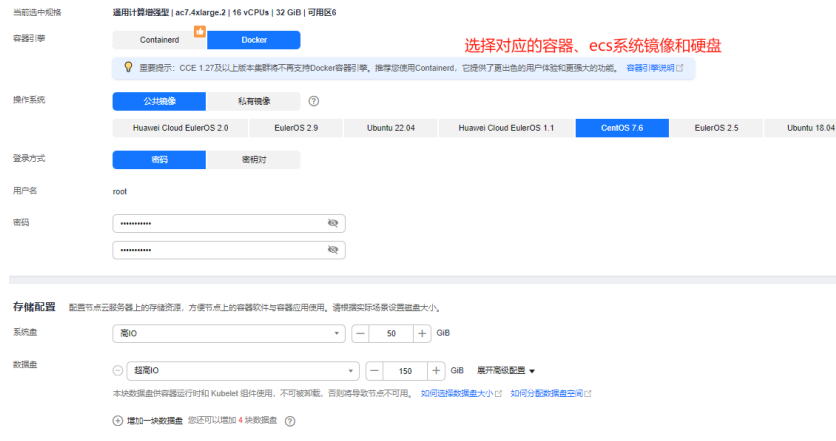 当前选中规格 通用计算增强型 | ac7.4xlarge.2 | 16 vCPUs | 32 GiB | 可用区6
容器引擎 Containerd Docker
选择对应的容器、ecs系统镜像和硬盘
重要提示：CCE 1.27及以上版本集群将不再支持Docker容器引擎。推荐您使用Containerd，它提供了更出色的用户体验和更强大的功能。 容器引擎说明
操作系统 公共镜像 私有镜像
Huawei Cloud EulerOS 2.0 EulerOS 2.9 Ubuntu 22.04 Huawei Cloud EulerOS 1.1 CentOS 7.6 EulerOS 2.5 Ubuntu 18.04
登录方式 密码 密钥对
用户名 root
密码 •••••••••••
•••••••••••
存储配置 配置节点云服务器上的存储资源，方便节点上的容器软件与容器应用使用。请根据实际场景设置磁盘大小。
系统盘 高IO 50 GiB
数据盘 超高IO 150 GiB 展开高级配置
本块数据盘供容器运行时和 Kubelet 组件使用，不可被卸载，否则将导致节点不可用。 如何选择数据盘大小 如何分配数据盘空间
增加一块数据盘 您还可以增加 4 块数据盘